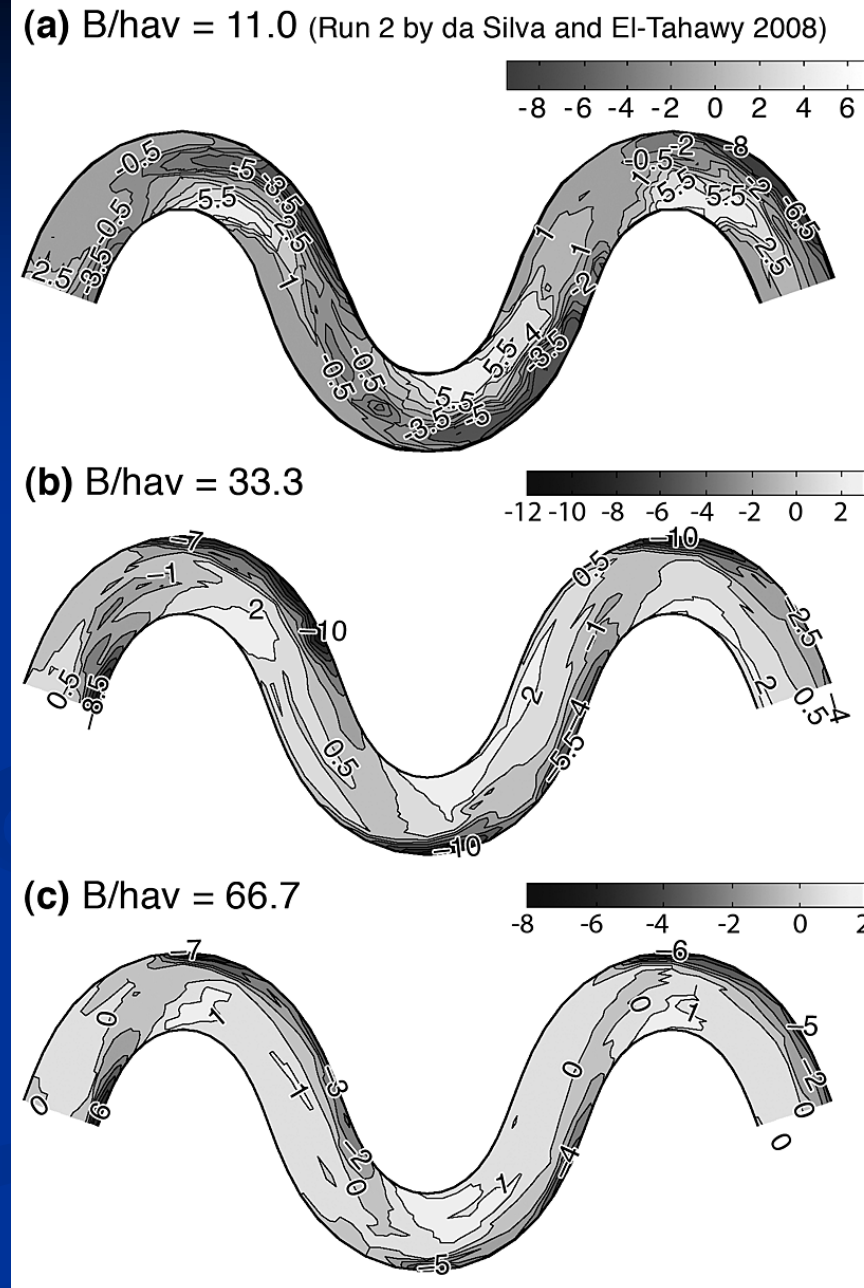 (a) B/hav = 11.0 (Run 2 by da Silva and El-Tahawy 2008)
-8 -6 -4 -2 0 2 4 6
-0.5 -5 -3.5 5.5 2.5 -0.5 -3.5 2.5 1
-0.5 -2 -8 1 5.5 5.5 -2 -6.5 2.5
1 1 -2 4 5.5 -3.5
-0.5 -0.5 5.5 -3.5 -5
(b) B/hav = 33.3
-12 -10 -8 -6 -4 -2 0 2
-7 -1 2 -10 0.5 -8.5
0.5 -10 -1 -2.5 2 0.5 -4
2 -4 -5.5 0.5
-10
(c) B/hav = 66.7
-8 -6 -4 -2 0 2
-7 0 1 0 6
-6 0 1 -5 -2 0 0
1 -3 0
-2 0 1 -4
-5